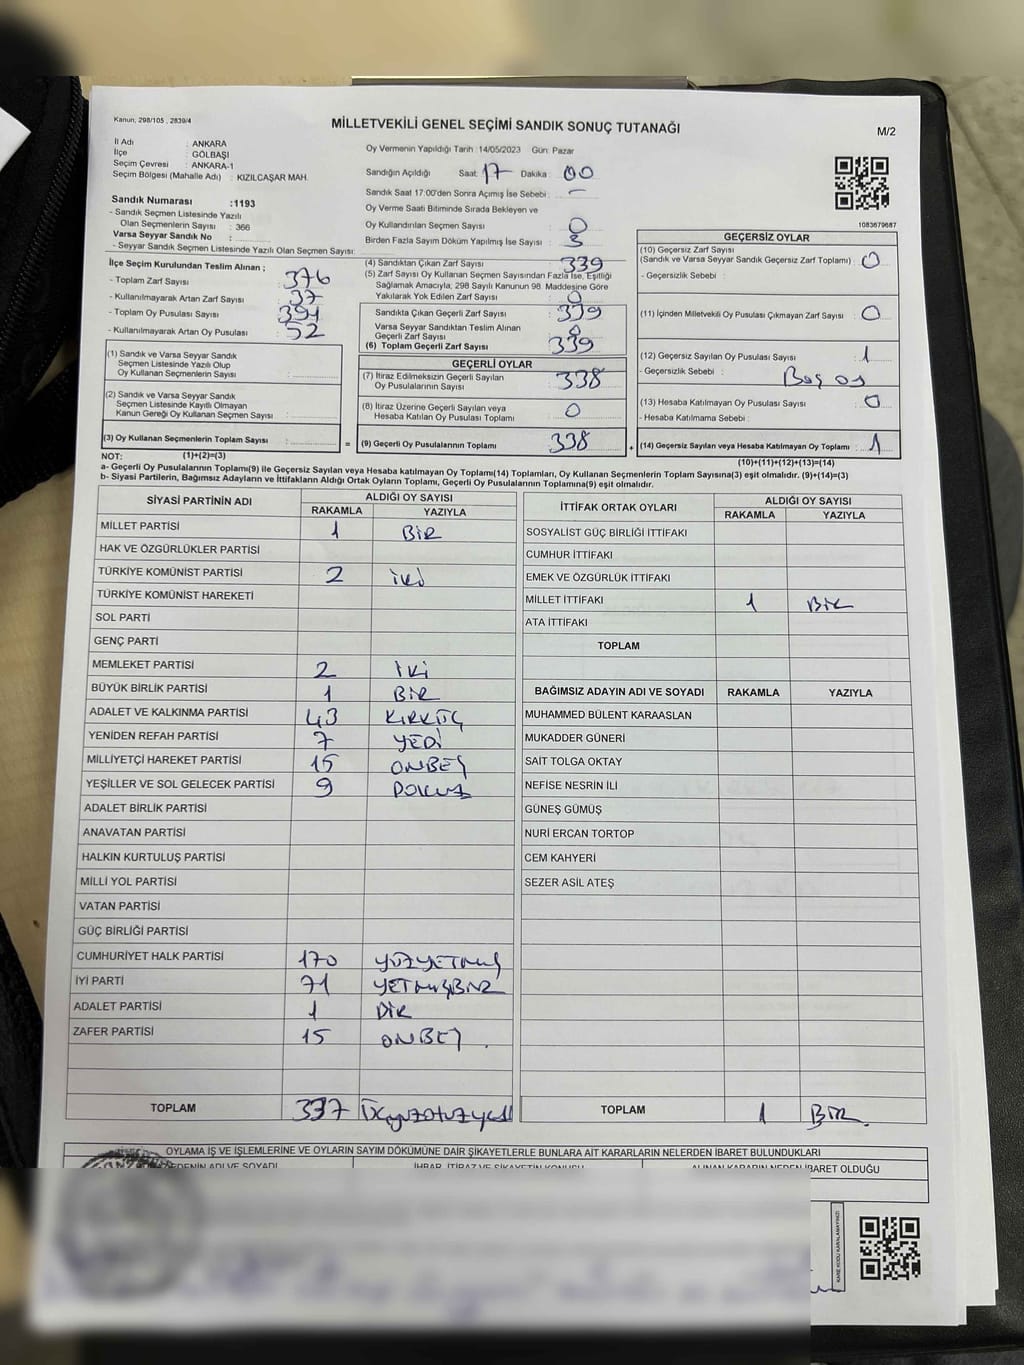 Kanun, 298/105 , 2839/4
MİLLETVEKİLİ GENEL SEÇİMİ SANDIK SONUÇ TUTANAĞI
M/2
İl Adı : ANKARA
İlçe : GÖLBAŞI
Seçim Çevresi : ANKARA-1
Seçim Bölgesi (Mahalle Adı) : KIZILCAŞAR MAH.
Sandık Numarası :1193
- Sandık Seçmen Listesinde Yazılı
Olan Seçmenlerin Sayısı : 366
Varsa Seyyar Sandık No :
- Seyyar Sandık Seçmen Listesinde Yazılı Olan Seçmen Sayısı:
İlçe Seçim Kurulundan Teslim Alınan ;
- Toplam Zarf Sayısı : 376
- Kullanılmayarak Artan Zarf Sayısı : 37
- Toplam Oy Pusulası Sayısı : 391
- Kullanılmayarak Artan Oy Pusulası : 52
(1) Sandık ve Varsa Seyyar Sandık
Seçmen Listesinde Yazılı Olup
Oy Kullanan Seçmenlerin Sayısı :
(2) Sandık ve Varsa Seyyar Sandık
Seçmen Listesinde Kayıtlı Olmayan
Kanun Gereği Oy Kullanan Seçmen Sayısı :
(3) Oy Kullanan Seçmenlerin Toplam Sayısı :
Oy Vermenin Yapıldığı Tarih : 14/05/2023 Gün: Pazar
Sandığın Açıldığı Saat: 17 Dakika : 00
Sandık Saat 17:00'den Sonra Açımış İse Sebebi : -
Oy Verme Saati Bitiminde Sırada Bekleyen ve
Oy Kullandırılan Seçmen Sayısı : 0
Birden Fazla Sayım Döküm Yapılmış İse Sayısı : 3
(4) Sandıktan Çıkan Zarf Sayısı : 339
(5) Zarf Sayısı Oy Kullanan Seçmen Sayısından Fazla İse, Eşitliği
Sağlamak Amacıyla, 298 Sayılı Kanunun 98. Maddesine Göre
Yakılarak Yok Edilen Zarf Sayısı : 0
Sandıkta Çıkan Geçerli Zarf Sayısı : 339
Varsa Seyyar Sandıktan Teslim Alınan
Geçerli Zarf Sayısı : 0
(6) Toplam Geçerli Zarf Sayısı : 339
GEÇERLİ OYLAR
(7) İtiraz Edilmeksizin Geçerli Sayılan
Oy Pusulalarının Sayısı : 338
(8) İtiraz Üzerine Geçerli Sayılan veya
Hesaba Katılan Oy Pusulası Toplamı : 0
= (9) Geçerli Oy Pusulalarının Toplamı : 338
1083679687
GEÇERSİZ OYLAR
(10) Geçersiz Zarf Sayısı
(Sandık ve Varsa Seyyar Sandık Geçersiz Zarf Toplamı) : 0
- Geçersizlik Sebebi :
(11) İçinden Milletvekili Oy Pusulası Çıkmayan Zarf Sayısı : 0
(12) Geçersiz Sayılan Oy Pusulası Sayısı : 1
- Geçersizlik Sebebi : Boş oy
(13) Hesaba Katılmayan Oy Pusulası Sayısı : 0
- Hesaba Katılmama Sebebi :
+ (14) Geçersiz Sayılan veya Hesaba Katılmayan Oy Toplamı : 1
NOT: (1)+(2)=(3) (10)+(11)+(12)+(13)=(14)
a- Geçerli Oy Pusulalarının Toplamı(9) ile Geçersiz Sayılan veya Hesaba katılmayan Oy Toplamı(14) Toplamları, Oy Kullanan Seçmenlerin Toplam Sayısına(3) eşit olmalıdır. (9)+(14)=(3)
b- Siyasi Partilerin, Bağımsız Adayların ve İttifakların Aldığı Ortak Oyların Toplamı, Geçerli Oy Pusulalarının Toplamına(9) eşit olmalıdır.
SİYASİ PARTİNİN ADI ALDIĞI OY SAYISI
RAKAMLA YAZIYLA
MİLLET PARTİSİ 1 BİR
HAK VE ÖZGÜRLÜKLER PARTİSİ
TÜRKİYE KOMÜNİST PARTİSİ 2 iki
TÜRKİYE KOMÜNİST HAREKETİ
SOL PARTİ
GENÇ PARTİ
MEMLEKET PARTİSİ 2 İki
BÜYÜK BİRLİK PARTİSİ 1 BİR
ADALET VE KALKINMA PARTİSİ 43 KIRKÜÇ
YENİDEN REFAH PARTİSİ 7 YEDİ
MİLLİYETÇİ HAREKET PARTİSİ 15 ONBEŞ
YEŞİLLER VE SOL GELECEK PARTİSİ 9 DOKUZ
ADALET BİRLİK PARTİSİ
ANAVATAN PARTİSİ
HALKIN KURTULUŞ PARTİSİ
MİLLİ YOL PARTİSİ
VATAN PARTİSİ
GÜÇ BİRLİĞİ PARTİSİ
CUMHURİYET HALK PARTİSİ 170 YÜZYETMİŞ
İYİ PARTİ 71 YETMİŞBİR
ADALET PARTİSİ 1 BİR
ZAFER PARTİSİ 15 ONBEŞ
TOPLAM 337 Üçyüzotuzyedi
İTTİFAK ORTAK OYLARI ALDIĞI OY SAYISI
RAKAMLA YAZIYLA
SOSYALİST GÜÇ BİRLİĞİ İTTİFAKI
CUMHUR İTTİFAKI
EMEK VE ÖZGÜRLÜK İTTİFAKI
MİLLET İTTİFAKI 1 BİR
ATA İTTİFAKI
TOPLAM
BAĞIMSIZ ADAYIN ADI VE SOYADI RAKAMLA YAZIYLA
MUHAMMED BÜLENT KARAASLAN
MUKADDER GÜNERİ
SAİT TOLGA OKTAY
NEFİSE NESRİN İLİ
GÜNEŞ GÜMÜŞ
NURİ ERCAN TORTOP
CEM KAHYERİ
SEZER ASİL ATEŞ
TOPLAM 1 BİR
OYLAMA İŞ VE İŞLEMLERİNE VE OYLARIN SAYIM DÖKÜMÜNE DAİR ŞİKAYETLERLE BUNLARA AİT KARARLARIN NELERDEN İBARET BULUNDUKLARI
EDENİN ADI VE SOYADI İHBAR, İTİRAZ VE ŞİKAYETİN KONUSU ALINAN KARARIN NEDEN İBARET OLDUĞU
KARE KODU KARALAMAYINIZ!